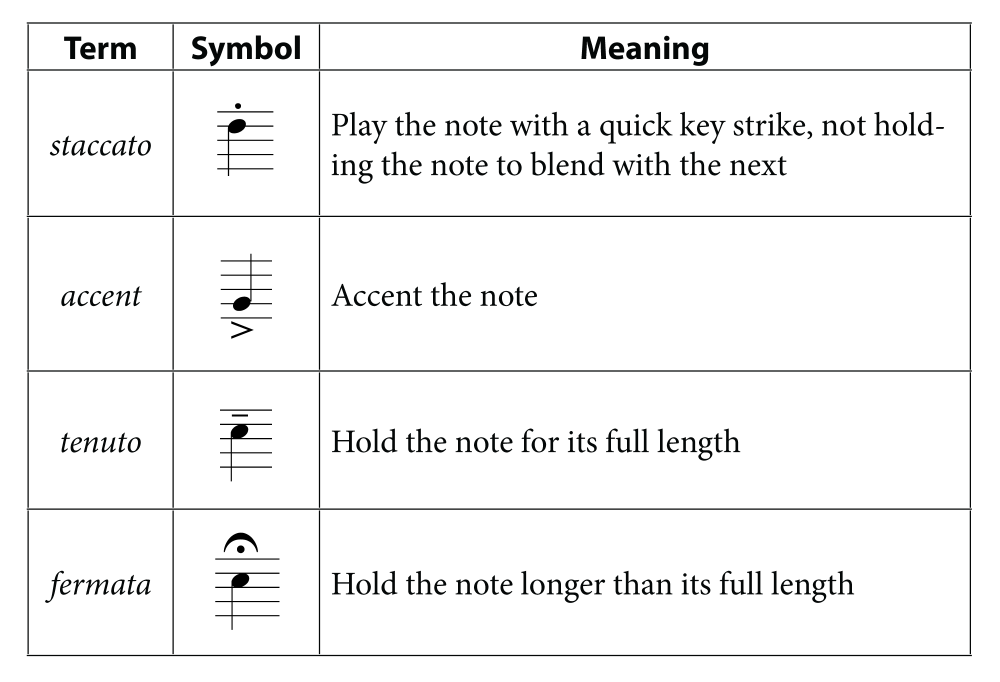 Term Symbol Meaning
staccato
Play the note with a quick key strike, not hold-
ing the note to blend with the next
accent
Accent the note
tenuto
Hold the note for its full length
fermata
Hold the note longer than its full length